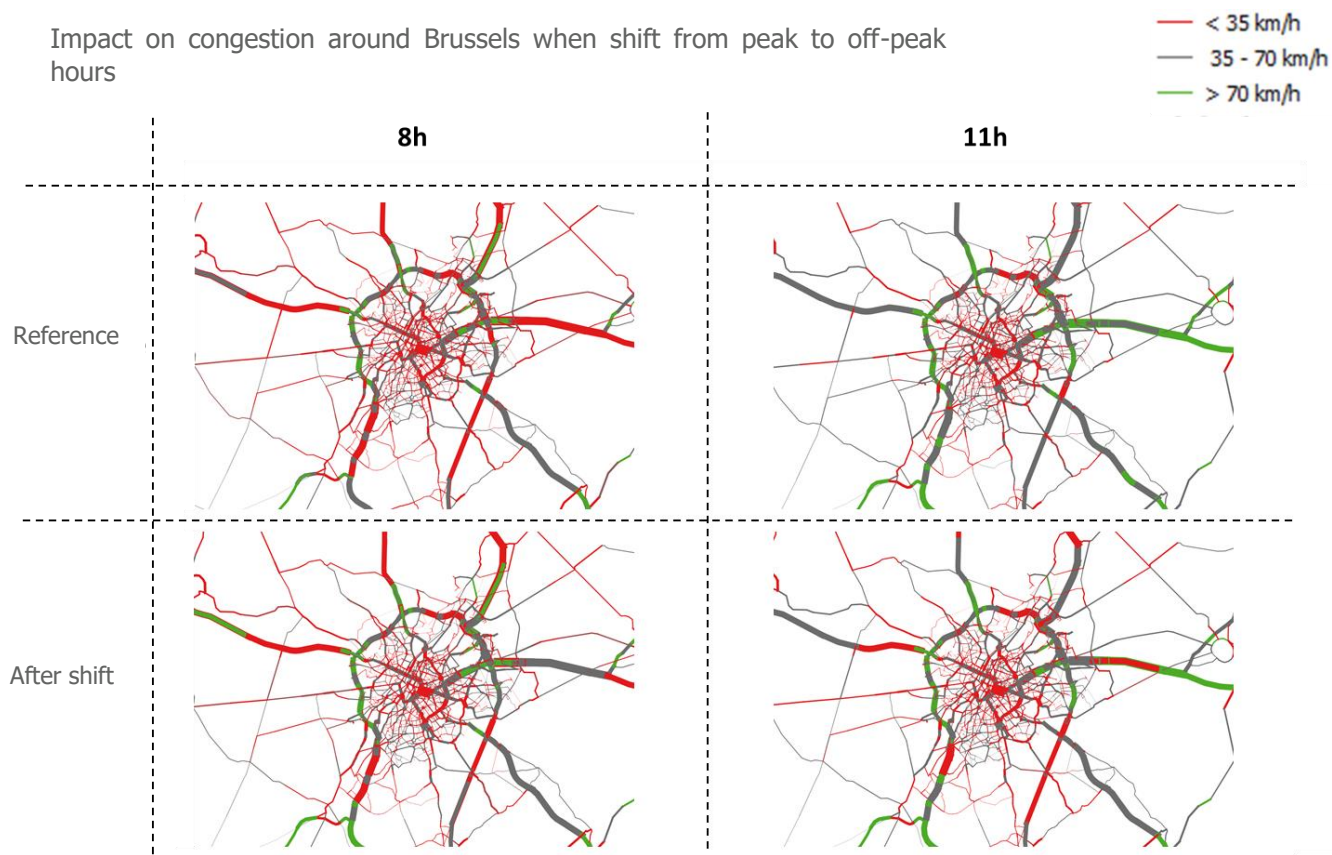 Impact on congestion around Brussels when shift from peak to off-peak
hours
< 35 km/h
35 - 70 km/h
> 70 km/h
8h
11h
Reference
After shift